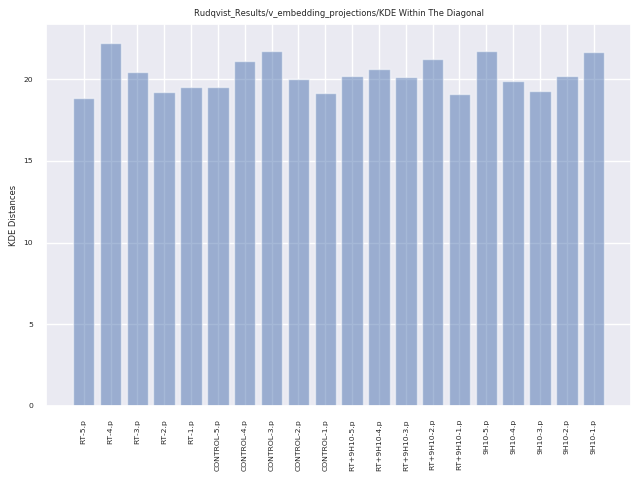 Rudqvist_Results/v_embedding_projections/KDE Within The Diagonal
KDE Distances
20
15
10
5
0
RT-5.p
RT-4.p
RT-3.p
RT-2.p
RT-1.p
CONTROL-5.p
CONTROL-4.p
CONTROL-3.p
CONTROL-2.p
CONTROL-1.p
RT+9H10-5.p
RT+9H10-4.p
RT+9H10-3.p
RT+9H10-2.p
RT+9H10-1.p
9H10-5.p
9H10-4.p
9H10-3.p
9H10-2.p
9H10-1.p